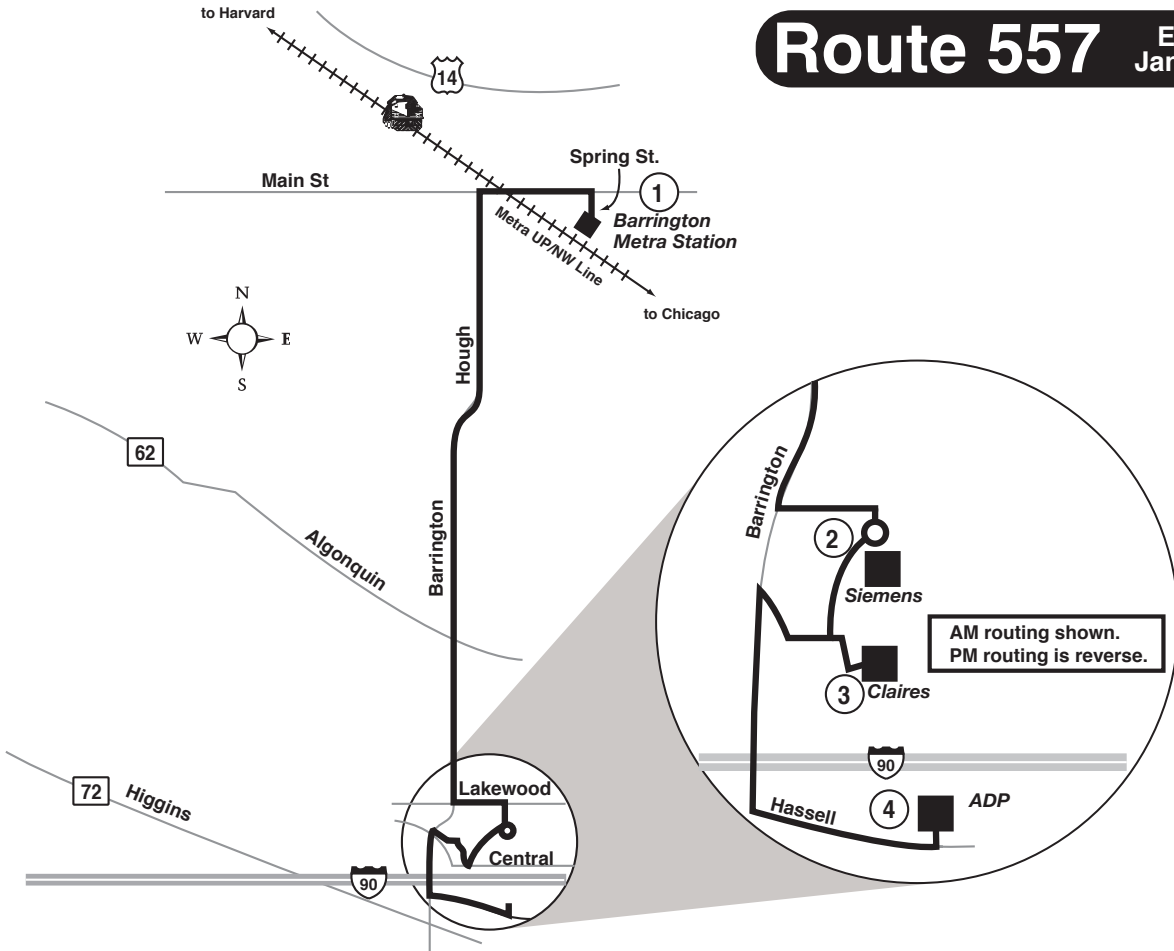 to Harvard
Route 557
14
Spring St.
Main St
1
Barrington
Metra Station
Metra UP/NW Line
to Chicago
N
W
E
S
Hough
62
Algonquin
Barrington
Barrington
2
Siemens
AM routing shown.
PM routing is reverse.
3
Claires
90
72
Higgins
Lakewood
Central
90
Hassell
4
ADP